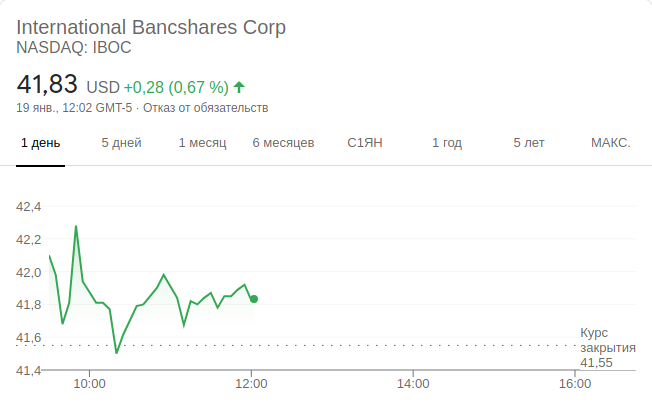 International Bancshares Corp
NASDAQ: IBOC
41,83 USD +0,28 (0,67 %)
19 янв., 12:02 GMT-5 · Отказ от обязательств
1 день 5 дней 1 месяц 6 месяцев С1ЯН 1 год 5 лет МАКС.
42,4
42,2
42,0
41,8
41,6
Курс
закрытия
41,55
41,4
10:00 12:00 14:00 16:00